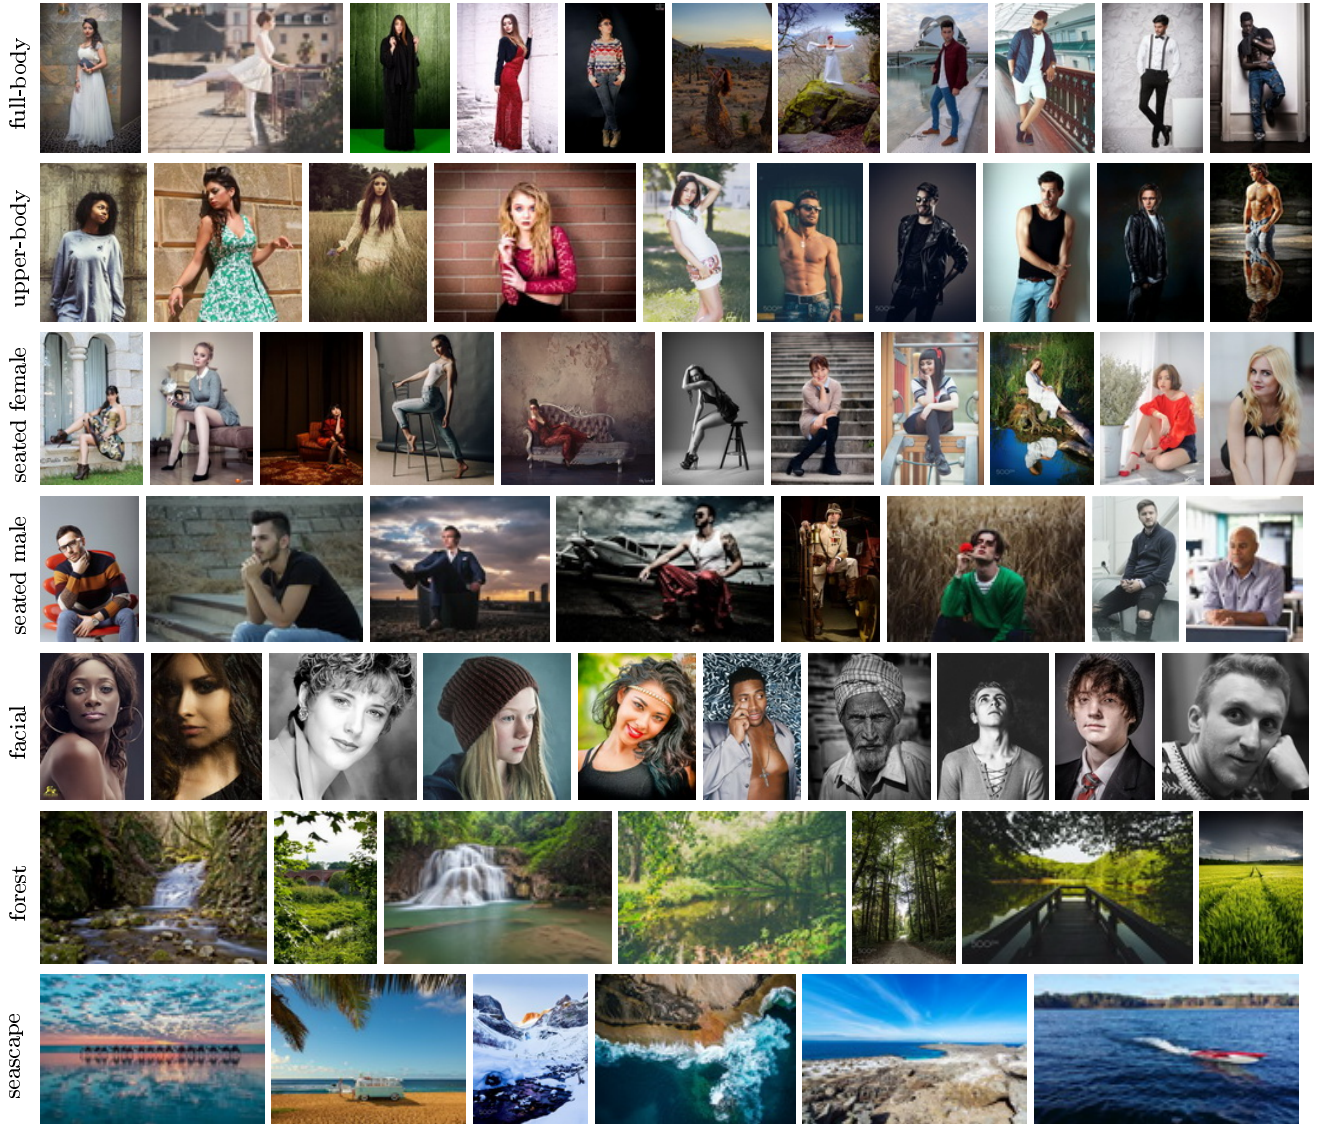 full-body
upper-body
seated female
seated male
facial
forest
seascape